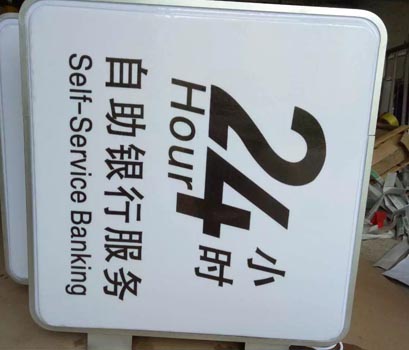 24小时
Hour
自助银行服务
Self-Service Banking